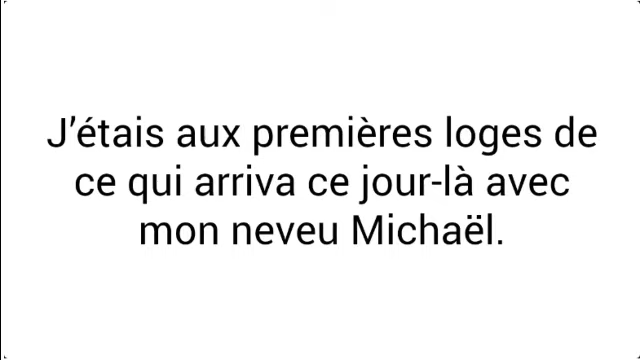 J'étais aux premières loges de
ce qui arriva ce jour-là avec
mon neveu Michaël.